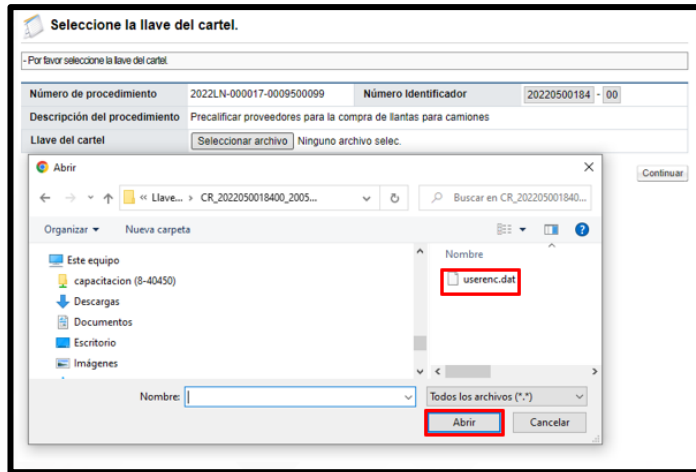 Seleccione la llave del cartel.
- Por favor seleccione la llave del cartel.
Número de procedimiento 2022LN-000017-0009500099 Número Identificador 20220500184 - 00
Descripción del procedimiento Precalificar proveedores para la compra de llantas para camiones
Llave del cartel Seleccionar archivo Ninguno archivo selec.
Continuar
Abrir
« Llave... › CR_2022050018400_2005... Buscar en CR_202205001840...
Organizar Nueva carpeta
Nombre
Este equipo
capacitacion (8-40450)
Descargas
Documentos
Escritorio
Imágenes
userenc.dat
Nombre: Todos los archivos (*.*)
Abrir Cancelar